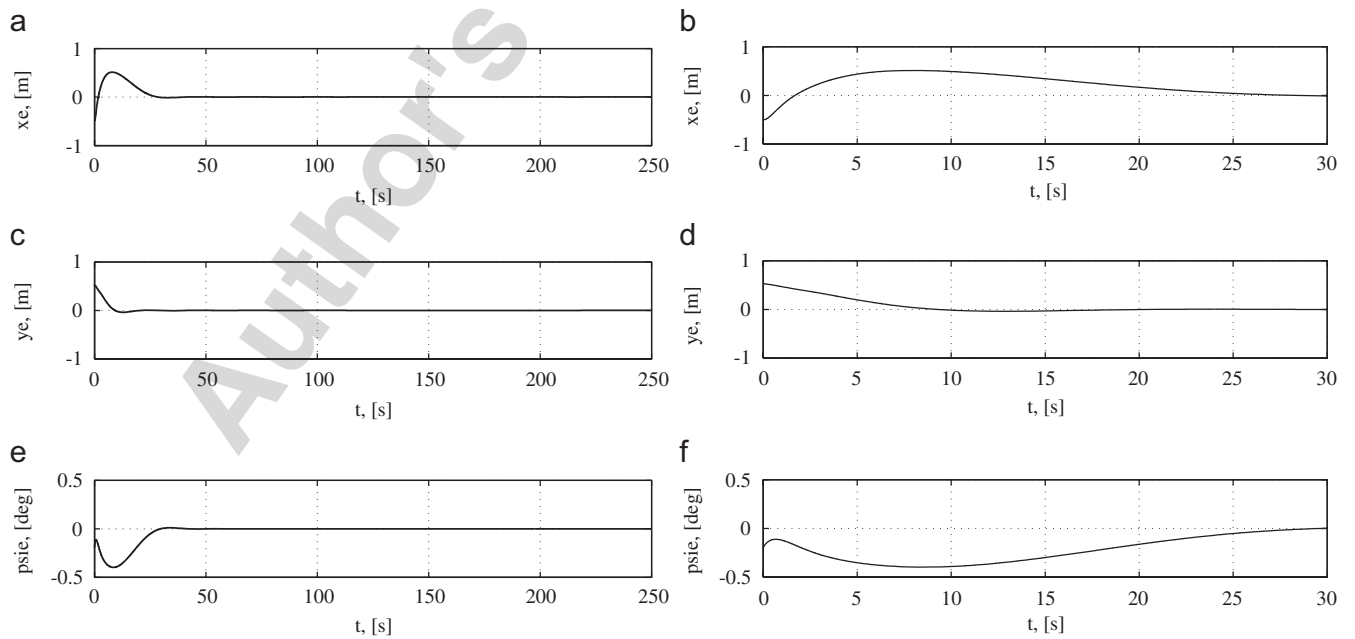 a
1
0
-1
xe, [m]
0 50 100 150 200 250
t, [s]
b
1
0
-1
xe, [m]
0 5 10 15 20 25 30
t, [s]
c
1
0
-1
ye, [m]
0 50 100 150 200 250
t, [s]
d
1
0
-1
ye, [m]
0 5 10 15 20 25 30
t, [s]
e
0.5
0
-0.5
psie, [deg]
0 50 100 150 200 250
t, [s]
f
0.5
0
-0.5
psie, [deg]
0 5 10 15 20 25 30
t, [s]
Author's